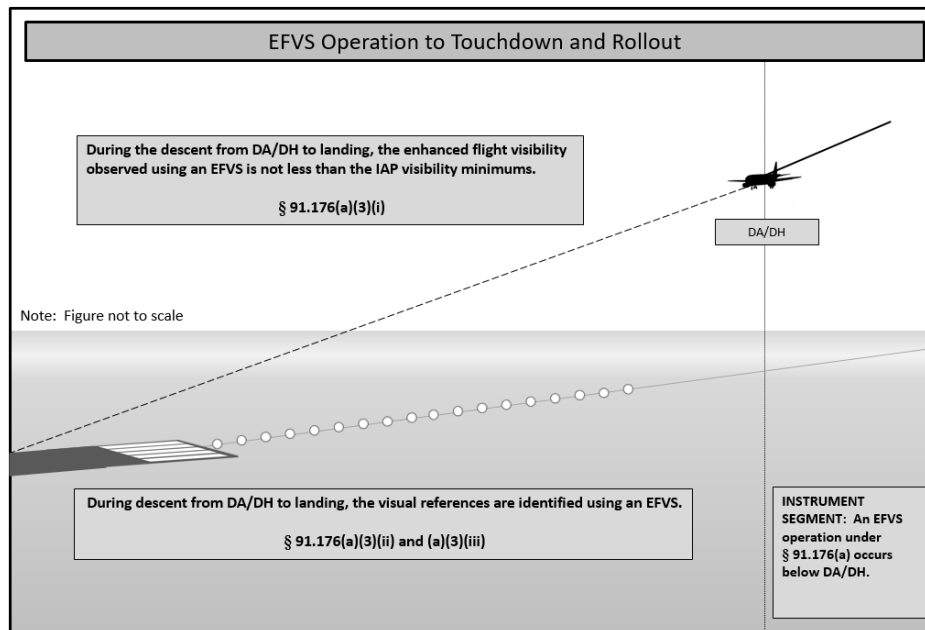 EFVS Operation to Touchdown and Rollout
During the descent from DA/DH to landing, the enhanced flight visibility
observed using an EFVS is not less than the IAP visibility minimums.
§ 91.176(a)(3)(i)
DA/DH
Note:  Figure not to scale
During descent from DA/DH to landing, the visual references are identified using an EFVS.
§ 91.176(a)(3)(ii) and (a)(3)(iii)
INSTRUMENT
SEGMENT:  An EFVS
operation under
§ 91.176(a) occurs
below DA/DH.